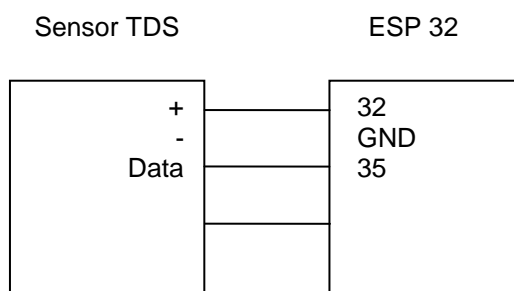 Sensor TDS
ESP 32
+
32
-
GND
Data
35